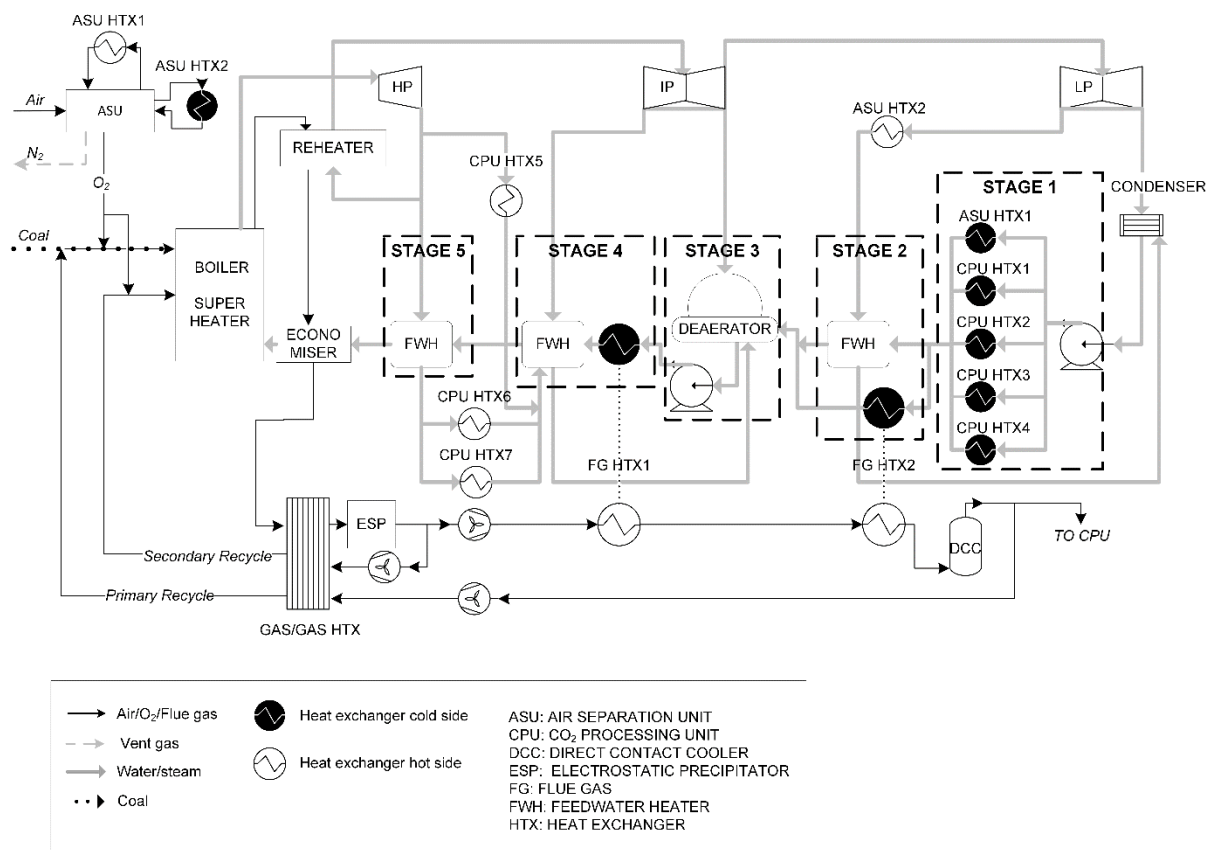 ASU HTX1
ASU HTX2
Air
ASU
N2
O2
Coal
BOILER
SUPER
HEATER
REHEATER
ECONO
MISER
HP
IP
LP
CPU HTX5
ASU HTX2
CONDENSER
STAGE 5
FWH
STAGE 4
FWH
STAGE 3
DEAERATOR
STAGE 2
FWH
STAGE 1
ASU HTX1
CPU HTX1
CPU HTX2
CPU HTX3
CPU HTX4
CPU HTX6
CPU HTX7
FG HTX1
FG HTX2
ESP
DCC
TO CPU
Secondary Recycle
Primary Recycle
GAS/GAS HTX
Air/O2/Flue gas
Vent gas
Water/steam
Coal
Heat exchanger cold side
Heat exchanger hot side
ASU: AIR SEPARATION UNIT
CPU: CO2 PROCESSING UNIT
DCC: DIRECT CONTACT COOLER
ESP: ELECTROSTATIC PRECIPITATOR
FG: FLUE GAS
FWH: FEEDWATER HEATER
HTX: HEAT EXCHANGER